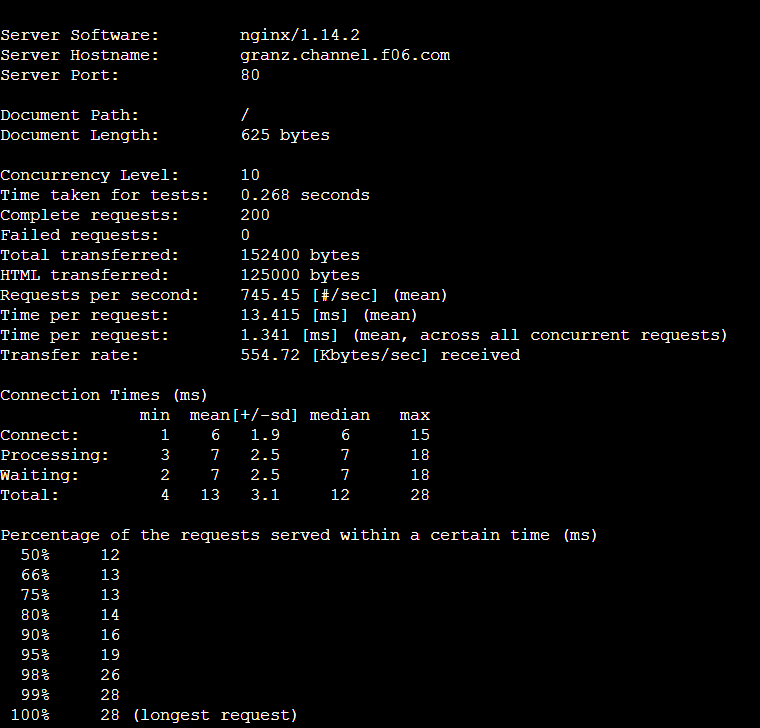 Server Software:        nginx/1.14.2
Server Hostname:        granz.channel.f06.com
Server Port:            80
Document Path:          /
Document Length:        625 bytes
Concurrency Level:      10
Time taken for tests:   0.268 seconds
Complete requests:      200
Failed requests:        0
Total transferred:      152400 bytes
HTML transferred:       125000 bytes
Requests per second:    745.45 [#/sec] (mean)
Time per request:       13.415 [ms] (mean)
Time per request:       1.341 [ms] (mean, across all concurrent requests)
Transfer rate:          554.72 [Kbytes/sec] received
Connection Times (ms)
              min  mean[+/-sd] median   max
Connect:        1    6   1.9      6      15
Processing:     3    7   2.5      7      18
Waiting:        2    7   2.5      7      18
Total:          4   13   3.1     12      28
Percentage of the requests served within a certain time (ms)
  50%     12
  66%     13
  75%     13
  80%     14
  90%     16
  95%     19
  98%     26
  99%     28
 100%     28 (longest request)